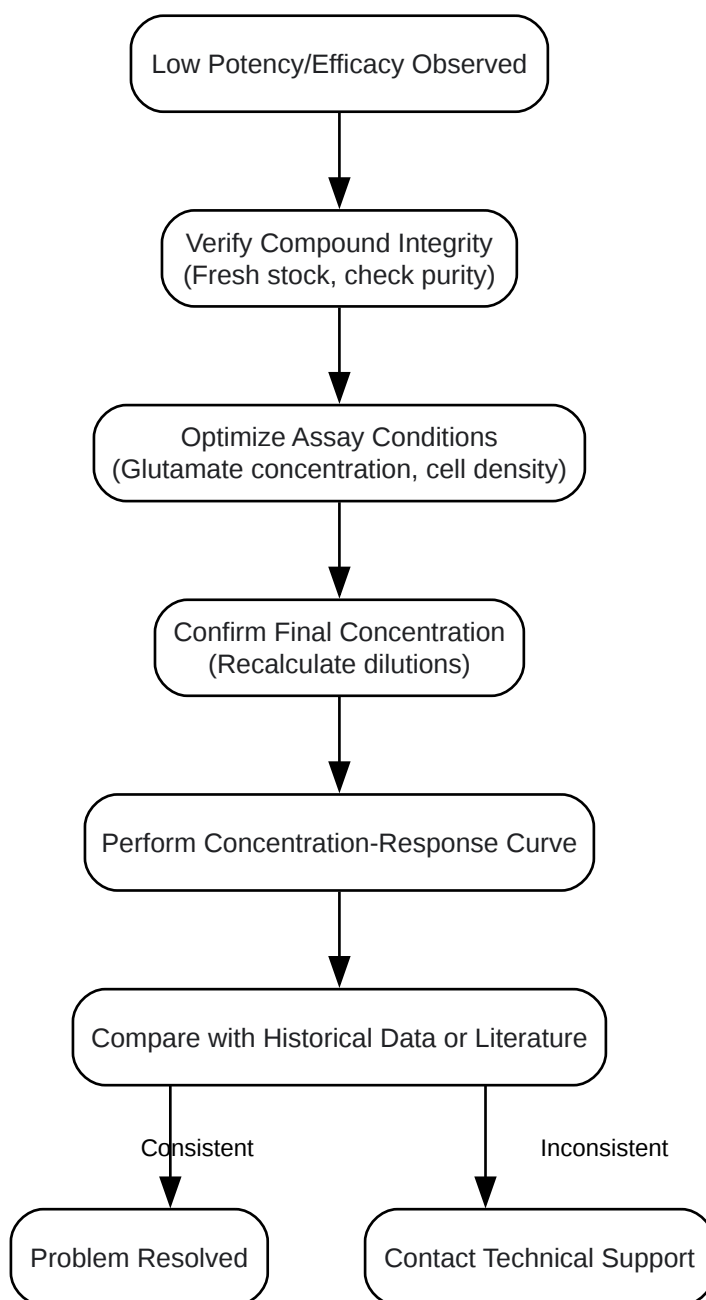 Low Potency/Efficacy Observed
Verify Compound Integrity
(Fresh stock, check purity)
Optimize Assay Conditions
(Glutamate concentration, cell density)
Confirm Final Concentration
(Recalculate dilutions)
Perform Concentration-Response Curve
Compare with Historical Data or Literature
Consistent
Inconsistent
Problem Resolved
Contact Technical Support